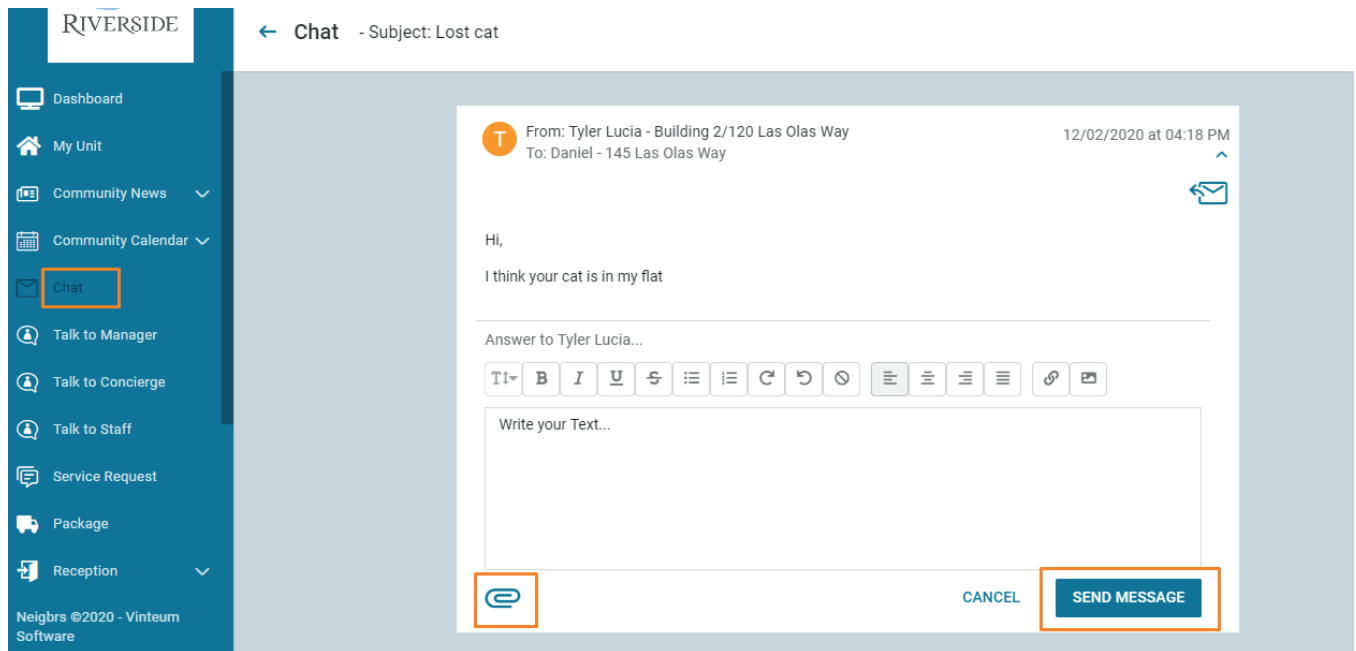 RIVERSIDE
Dashboard
My Unit
Community News
Community Calendar
Chat
Talk to Manager
Talk to Concierge
Talk to Staff
Service Request
Package
Reception
Neigbrs ©2020 - Vinteum
Software
Chat - Subject: Lost cat
T
From: Tyler Lucia - Building 2/120 Las Olas Way
To: Daniel - 145 Las Olas Way
12/02/2020 at 04:18 PM
Hi,
I think your cat is in my flat
Answer to Tyler Lucia...
B I U S
Write your Text...
CANCEL
SEND MESSAGE